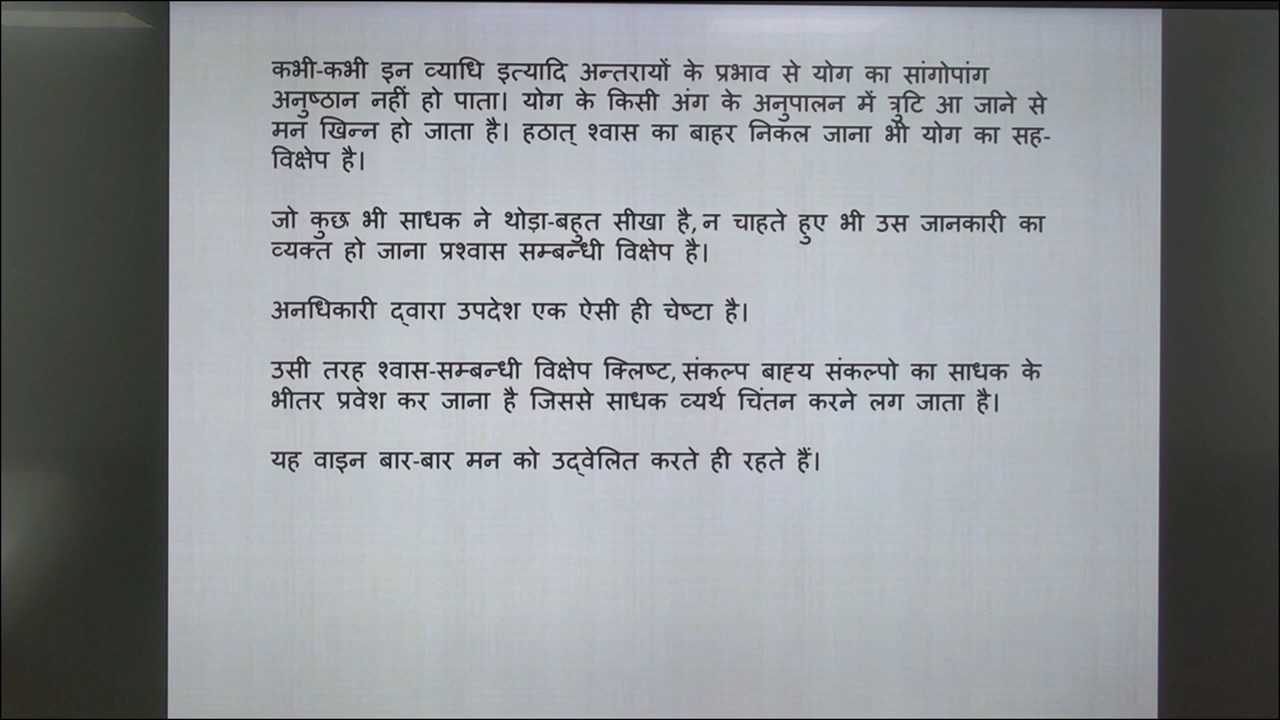 कभी-कभी इन व्याधि इत्यादि अन्तरायों के प्रभाव से योग का सांगोपांग
अनुष्ठान नहीं हो पाता। योग के किसी अंग के अनुपालन में त्रुटि आ जाने से
मन खिन्न हो जाता है। हठात् श्वास का बाहर निकल जाना भी योग का सह-
विक्षेप है।
जो कुछ भी साधक ने थोड़ा-बहुत सीखा है, न चाहते हुए भी उस जानकारी का
व्यक्त हो जाना प्रश्वास सम्बन्धी विक्षेप है।
अनधिकारी द्वारा उपदेश एक ऐसी ही चेष्टा है।
उसी तरह श्वास-सम्बन्धी विक्षेप क्लिष्ट, संकल्प बाह्य संकल्पो का साधक के
भीतर प्रवेश कर जाना है जिससे साधक व्यर्थ चिंतन करने लग जाता है।
यह वाइन बार-बार मन को उद्वेलित करते ही रहते हैं।